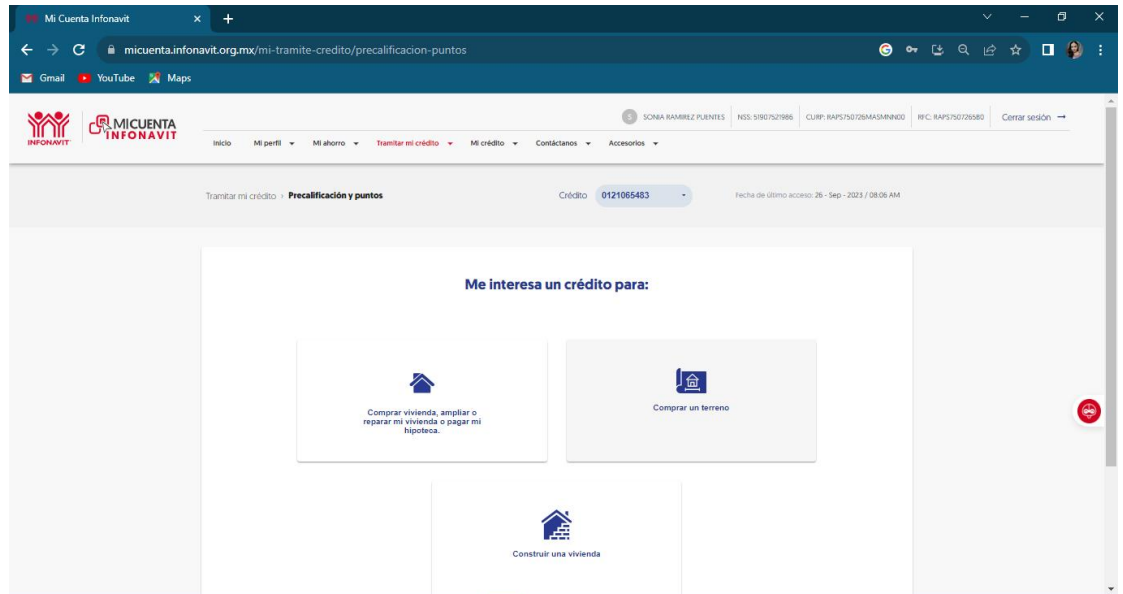 Mi Cuenta Infonavit
micuenta.infonavit.org.mx/mi-tramite-credito/precalificacion-puntos
Gmail YouTube Maps
INFONAVIT
MICUENTA
INFONAVIT
S SONIA RAMIREZ PUENTES NSS: 51907521986 CURP: RAPS750726MASMNN00 RFC: RAPS750726580 Cerrar sesión →
Inicio Mi perfil Mi ahorro Tramitar mi crédito Mi crédito Contáctanos Accesorios
Tramitar mi crédito > Precalificación y puntos Crédito 0121065483 Fecha de último acceso: 26 - Sep - 2023 / 08:06 AM
Me interesa un crédito para:
Comprar vivienda, ampliar o
reparar mi vivienda o pagar mi
hipoteca.
Comprar un terreno
Construir una vivienda